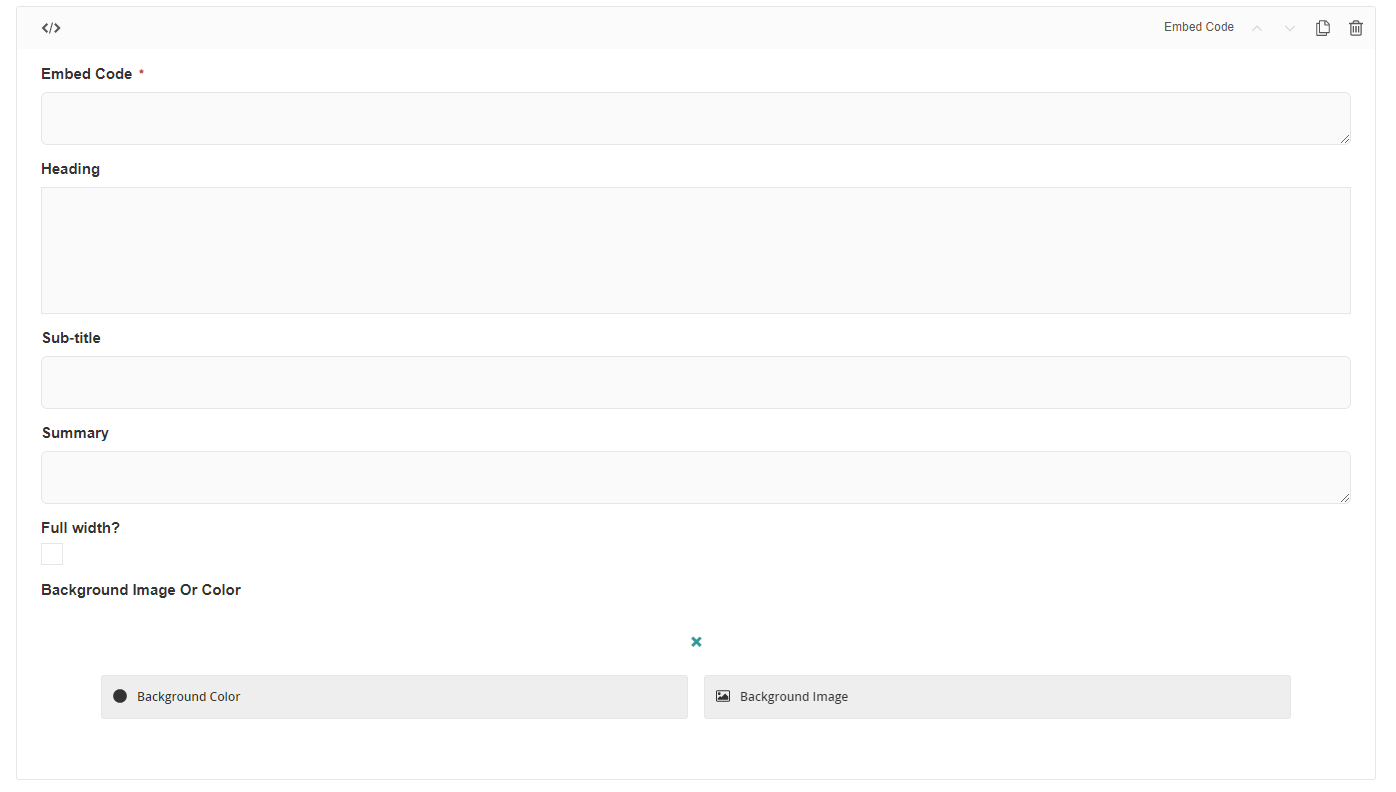 </> Embed Code
Embed Code *
Heading
Sub-title
Summary
Full width?
Background Image Or Color
Background Color
Background Image